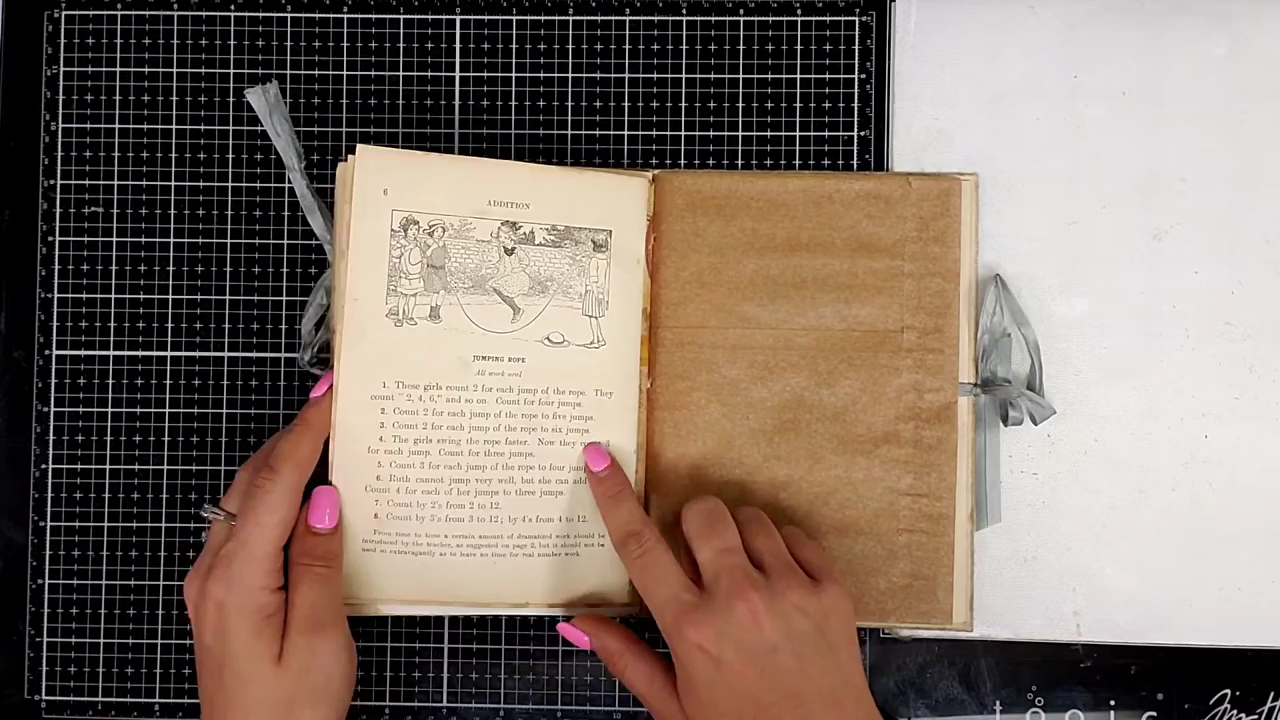 6
ADDITION
JUMPING ROPE
All work oral
1. These girls count 2 for each jump of the rope. They
count "2, 4, 6," and so on. Count for four jumps.
2. Count 2 for each jump of the rope to five jumps.
3. Count 2 for each jump of the rope to six jumps.
4. The girls swing the rope faster. Now they 3
for each jump. Count for three jumps.
5. Count 3 for each jump of the rope to four
6. Ruth cannot jump very well, but she can add
Count 4 for each of her jumps to three jumps.
7. Count by 2's from 2 to 12.
8. Count by 3's from 3 to 12; by 4's from 4 to 12.
From time to time a certain amount of dramatized work should be
introduced by the teacher, as suggested on page 2, but it should not be
used so extravagantly as to leave no time for real number work.